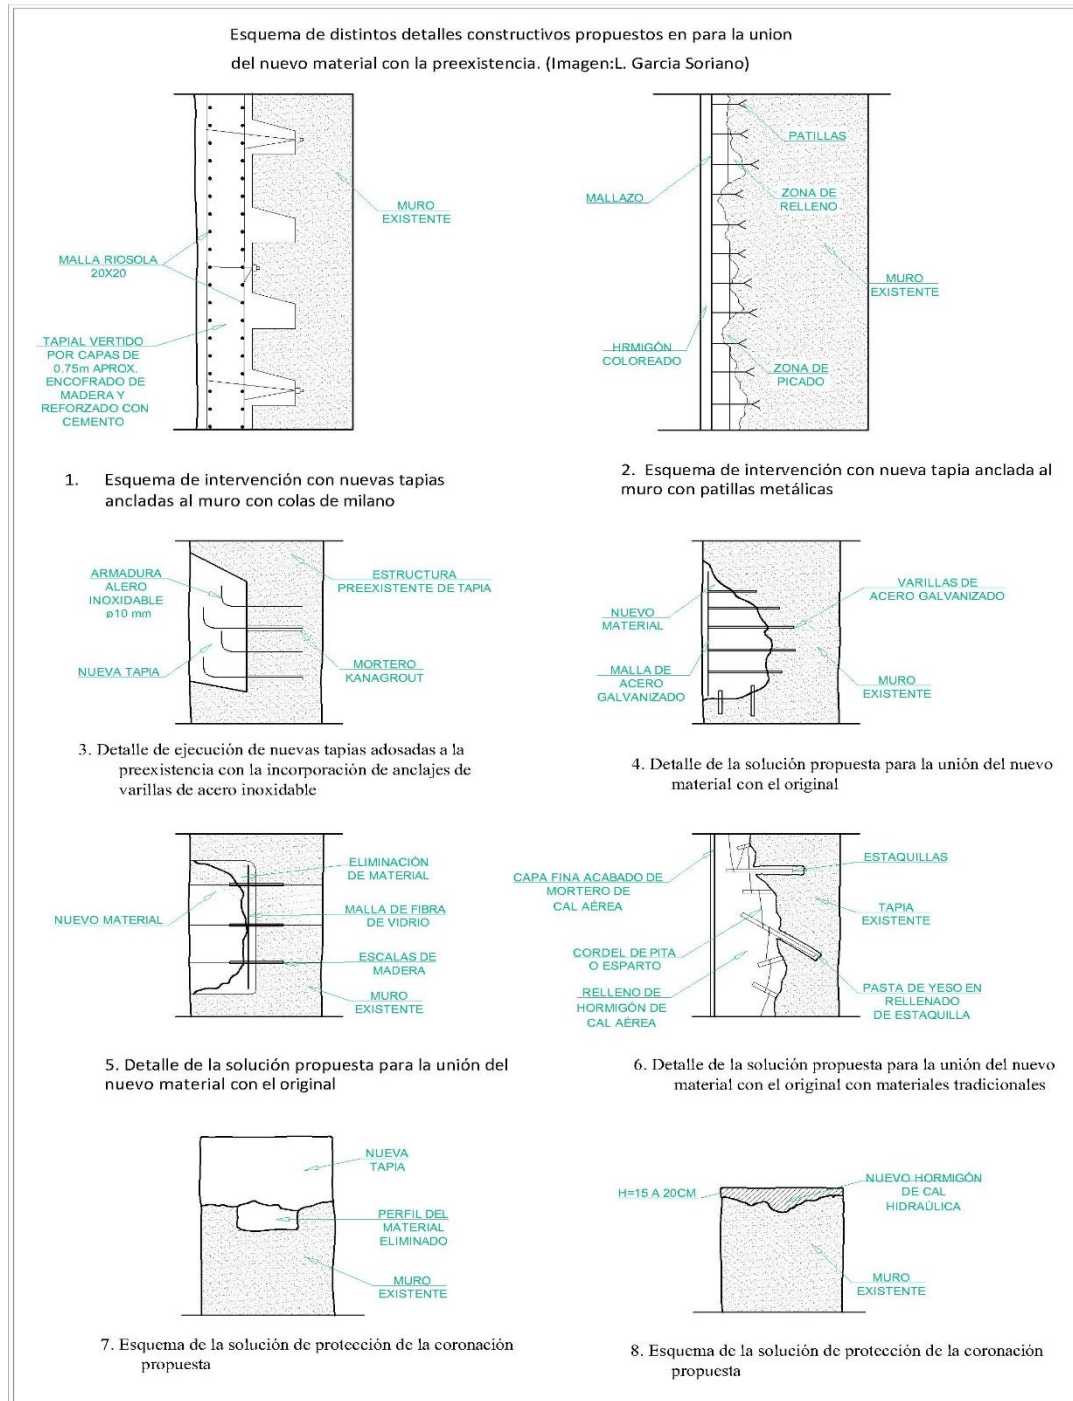 Esquema de distintos detalles constructivos propuestos en para la union
del nuevo material con la preexistencia. (Imagen:L. Garcia Soriano)
MURO
EXISTENTE
MALLA RIOSOLA
20X20
TAPIAL VERTIDO
POR CAPAS DE
0.75m APROX.
ENCOFRADO DE
MADERA Y
REFORZADO CON
CEMENTO
1. Esquema de intervención con nuevas tapias
ancladas al muro con colas de milano
PATILLAS
MALLAZO
ZONA DE
RELLENO
MURO
EXISTENTE
HRMIGÓN
COLOREADO
ZONA DE
PICADO
2. Esquema de intervención con nueva tapia anclada al
muro con patillas metálicas
ARMADURA
ALERO
INOXIDABLE
ø10 mm
ESTRUCTURA
PREEXISTENTE DE TAPIA
NUEVA TAPIA
MORTERO
KANAGROUT
3. Detalle de ejecución de nuevas tapias adosadas a la
preexistencia con la incorporación de anclajes de
varillas de acero inoxidable
VARILLAS DE
ACERO GALVANIZADO
NUEVO
MATERIAL
MALLA DE
ACERO
GALVANIZADO
MURO
EXISTENTE
4. Detalle de la solución propuesta para la unión del nuevo
material con el original
ELIMINACIÓN
DE MATERIAL
NUEVO MATERIAL
MALLA DE FIBRA
DE VIDRIO
ESCALAS DE
MADERA
MURO
EXISTENTE
5. Detalle de la solución propuesta para la unión del
nuevo material con el original
ESTAQUILLAS
CAPA FINA ACABADO DE
MORTERO DE
CAL AÉREA
TAPIA
EXISTENTE
CORDEL DE PITA
O ESPARTO
RELLENO DE
HORMIGÓN DE
CAL AÉREA
PASTA DE YESO EN
RELLENADO
DE ESTAQUILLA
6. Detalle de la solución propuesta para la unión del nuevo
material con el original con materiales tradicionales
NUEVA
TAPIA
PERFIL DEL
MATERIAL
ELIMINADO
MURO
EXISTENTE
7. Esquema de la solución de protección de la coronación
propuesta
H=15 A 20CM
NUEVO HORMIGÓN
DE CAL
HIDRAÚLICA
MURO
EXISTENTE
8. Esquema de la solución de protección de la coronación
propuesta